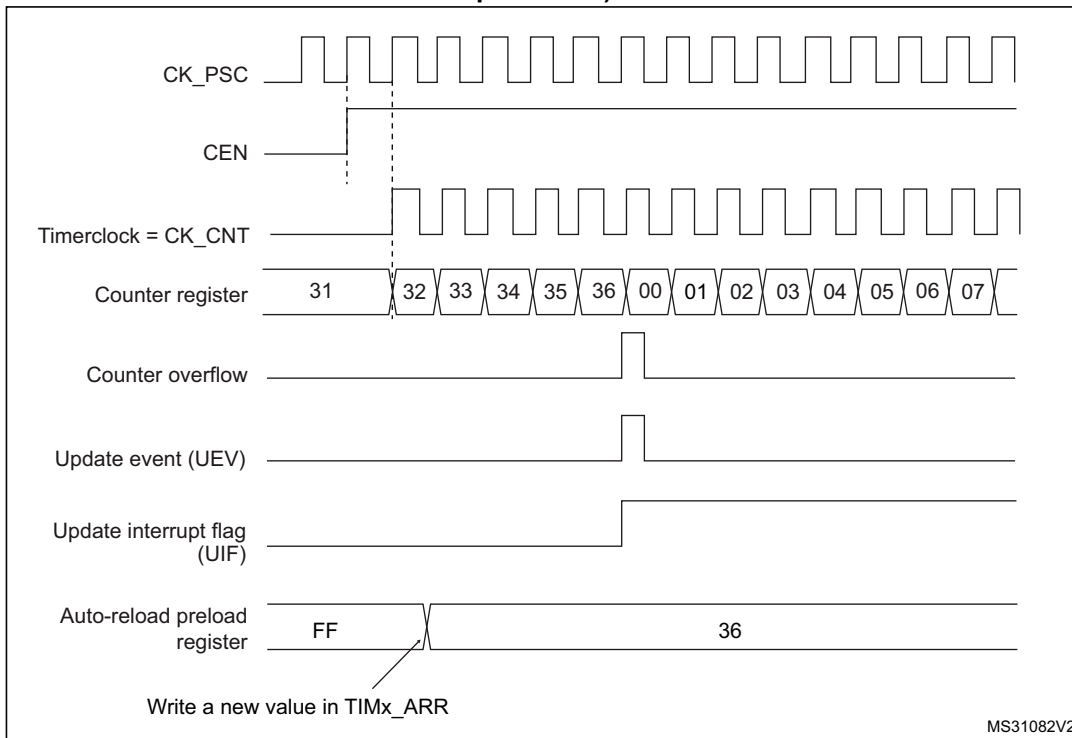 CK_PSC
CEN
Timerclock = CK_CNT
Counter register 31 32 33 34 35 36 00 01 02 03 04 05 06 07
Counter overflow
Update event (UEV)
Update interrupt flag
(UIF)
Auto-reload preload
register FF 36
Write a new value in TIMx_ARR
MS31082V2